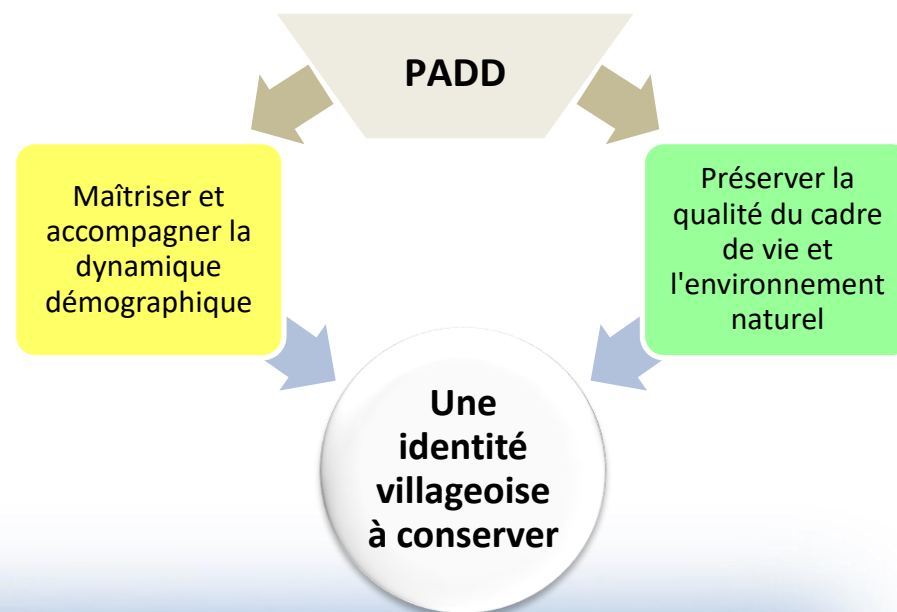 PADD
Maîtriser et
accompagner la
dynamique
démographique
Préserver la
qualité du cadre
de vie et
l'environnement
naturel
Une
identité
villageoise
à conserver